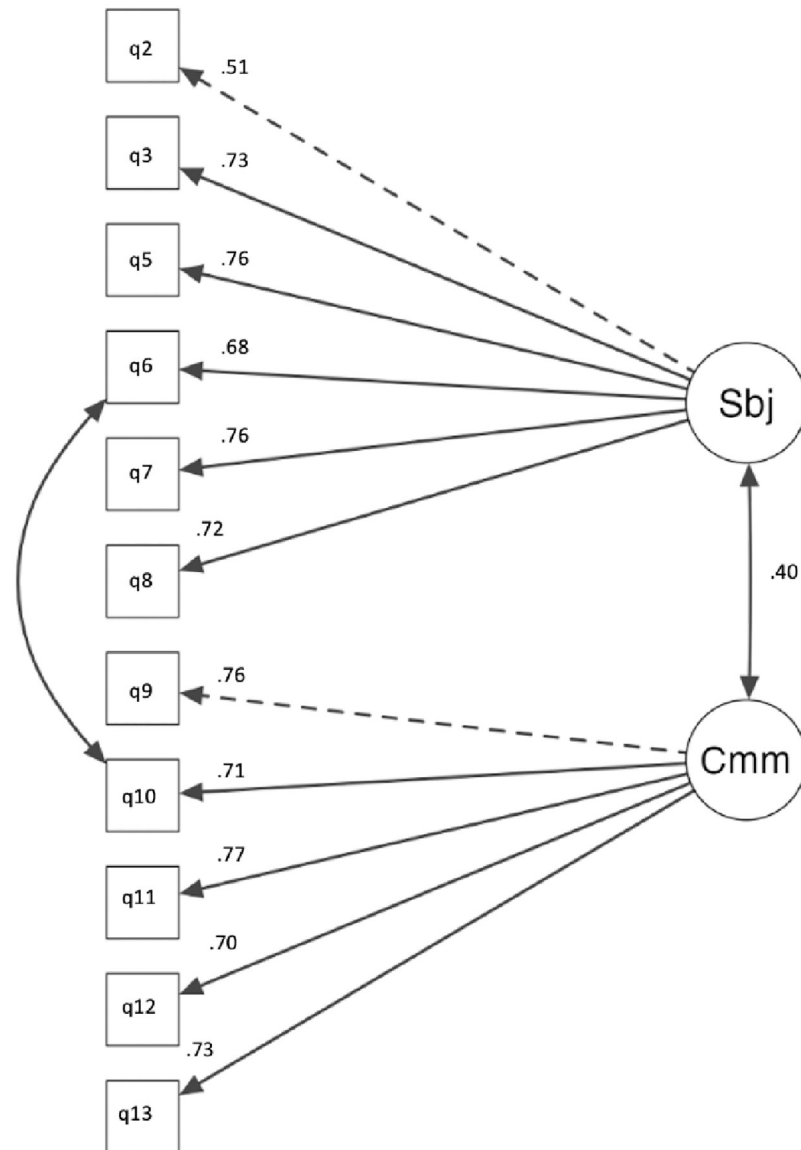 q2
.51
q3
.73
q5
.76
q6
.68
Sbj
q7
.76
q8
.72
.40
q9
.76
Cmm
q10
.71
q11
.77
q12
.70
q13
.73